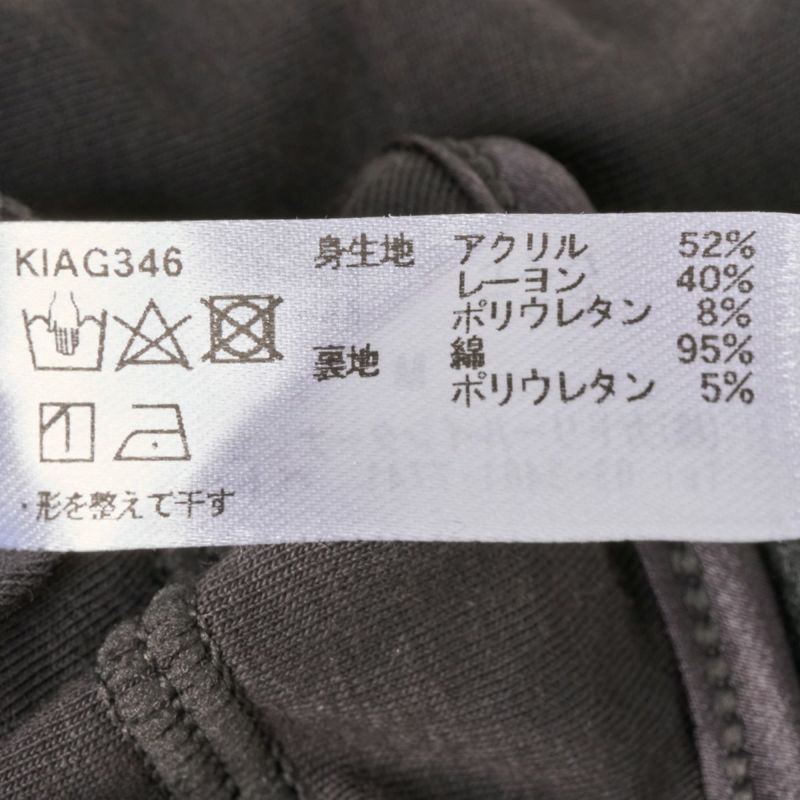 KIAG346
身生地 アクリル 52%
レーヨン 40%
ポリウレタン 8%
裏地 綿 95%
ポリウレタン 5%
・形を整えて干す